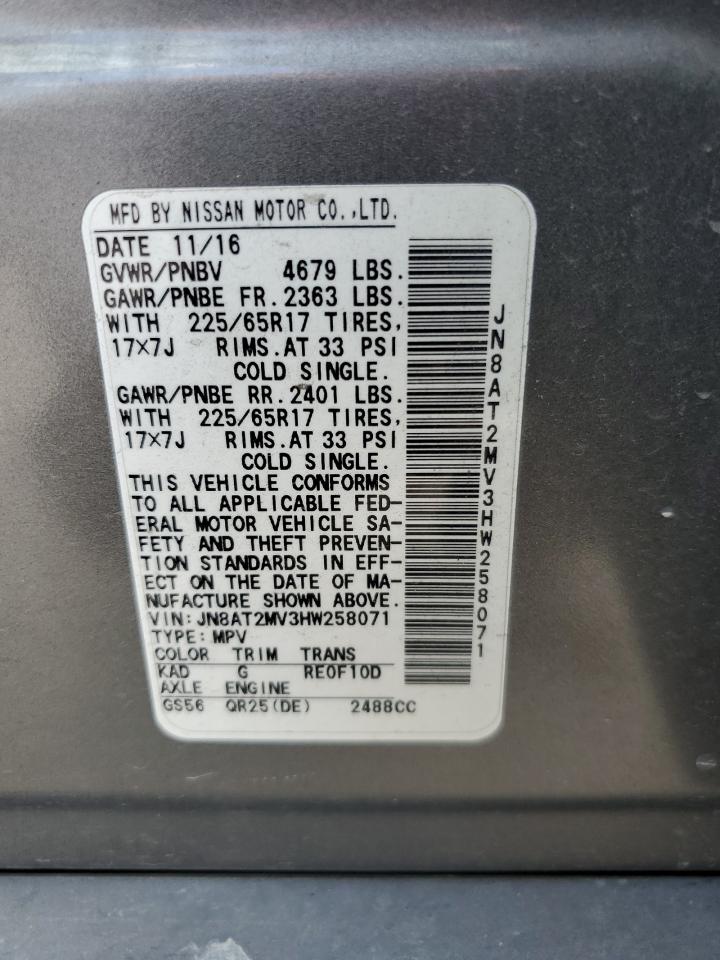 MFD BY NISSAN MOTOR CO.,LTD.
DATE 11/16
GVWR/PNBV 4679 LBS.
GAWR/PNBE FR.2363 LBS.
WITH 225/65R17 TIRES,
17×7J RIMS.AT 33 PSI
COLD SINGLE.
GAWR/PNBE RR.2401 LBS.
WITH 225/65R17 TIRES,
17×7J RIMS.AT 33 PSI
COLD SINGLE.
THIS VEHICLE CONFORMS
TO ALL APPLICABLE FED-
ERAL MOTOR VEHICLE SA-
FETY AND THEFT PREVEN-
TION STANDARDS IN EFF-
ECT ON THE DATE OF MA-
NUFACTURE SHOWN ABOVE.
VIN:JN8AT2MV3HW258071
TYPE:MPV
COLOR TRIM TRANS
KAD G RE0F10D
AXLE ENGINE
GS56 QR25(DE) 2488CC
JN8AT2MV3HW258071